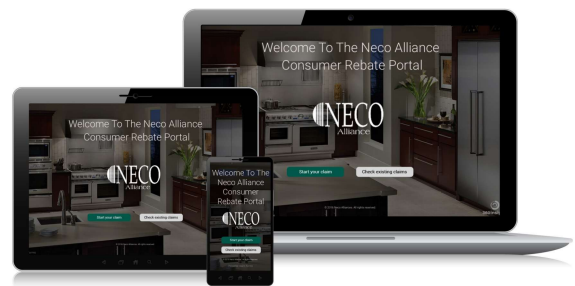 Welcome To The Neco Alliance
Consumer Rebate Portal
NECO
Alliance
Start your claim
Check existing claims
Welcome To The Neco Alliance
Consumer Rebate Portal
NECO
Alliance
Start your claim
Check existing claims
Welcome To The
Neco Alliance
Consumer
Rebate Portal
NECO
Alliance
Start your claim
Check existing claims